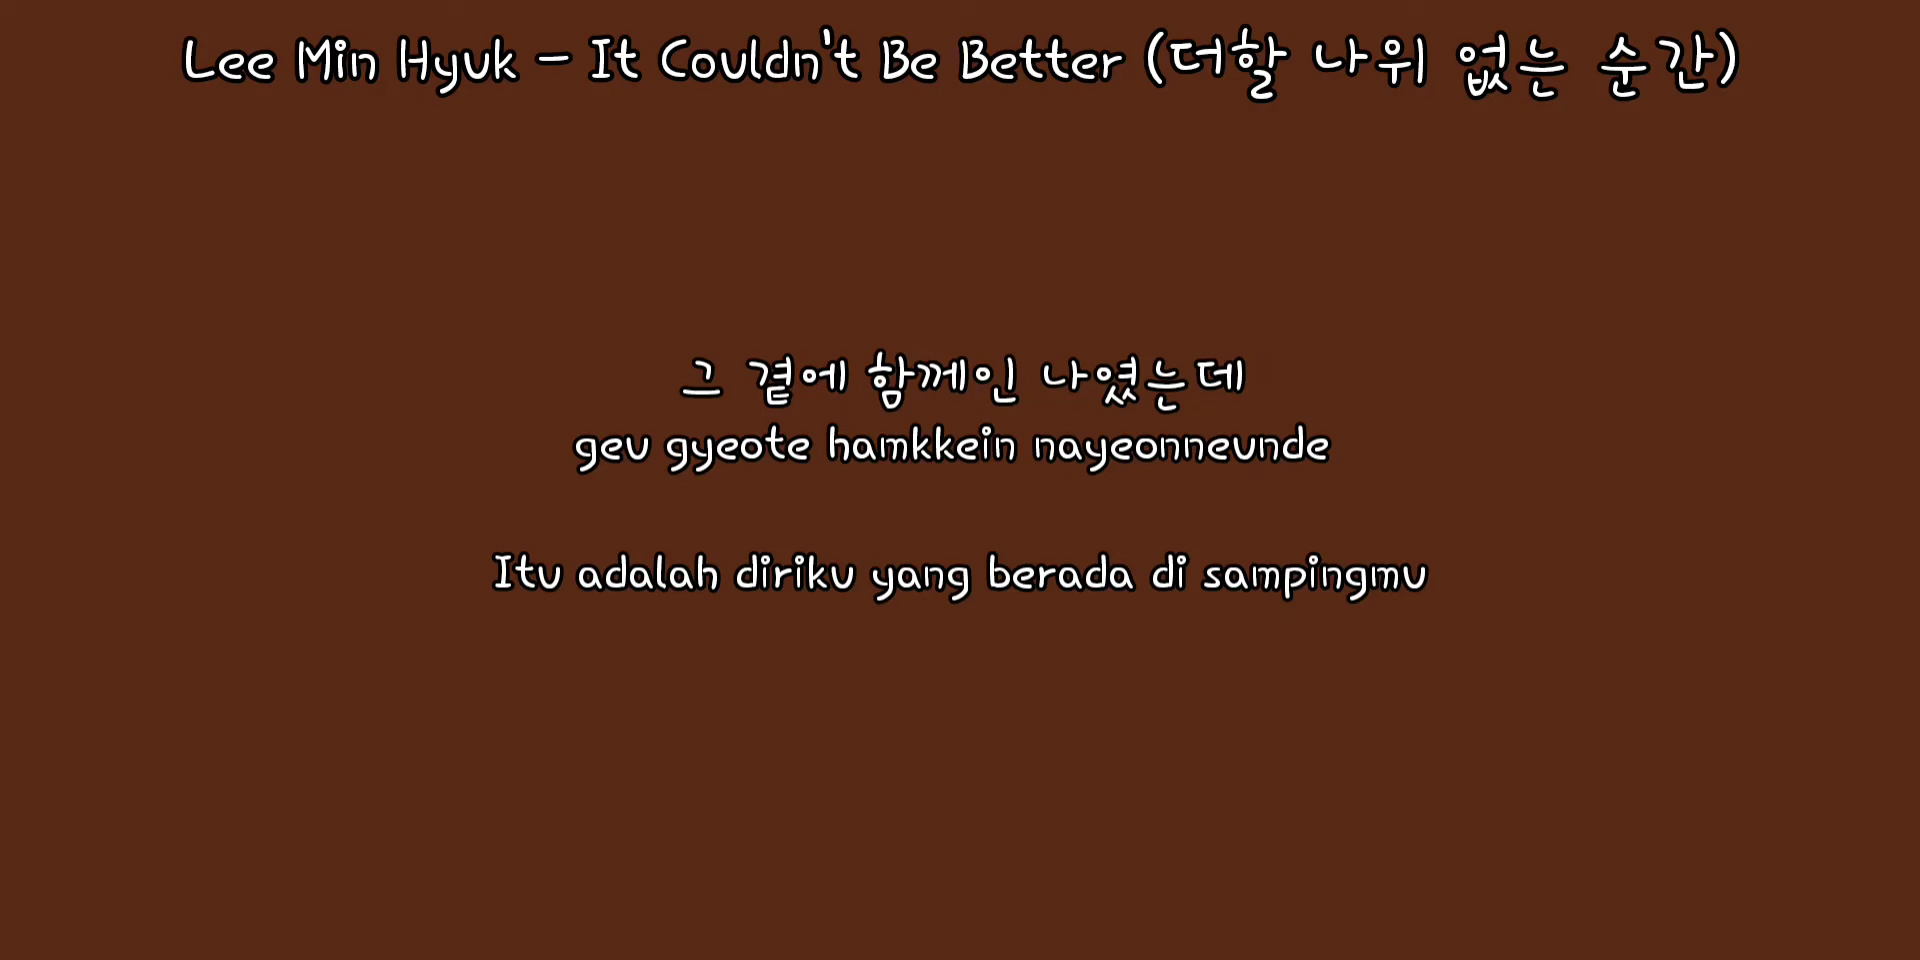 Lee Min Hyuk - It Couldn't Be Better (더할 나위 없는 순간)
그 곁에 함께인 나였는데
geu gyeote hamkkein nayeonneunde
Itu adalah diriku yang berada di sampingmu